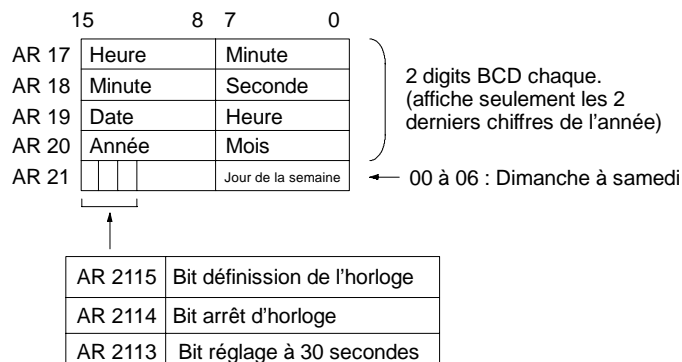 15 8 7 0
AR 17 Heure Minute
AR 18 Minute Seconde
AR 19 Date Heure
AR 20 Année Mois
2 digits BCD chaque.
(affiche seulement les 2
derniers chiffres de l’année)
AR 21 Jour de la semaine 00 à 06 : Dimanche à samedi
AR 2115 Bit définission de l’horloge
AR 2114 Bit arrêt d’horloge
AR 2113 Bit réglage à 30 secondes